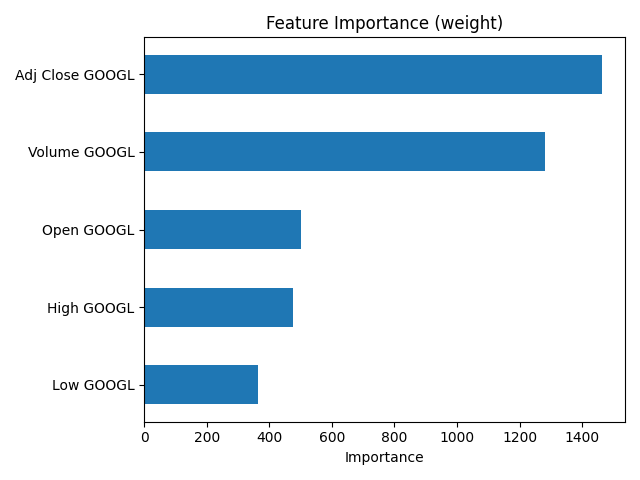 Feature Importance (weight)
Adj Close GOOGL
Volume GOOGL
Open GOOGL
High GOOGL
Low GOOGL
0 200 400 600 800 1000 1200 1400
Importance